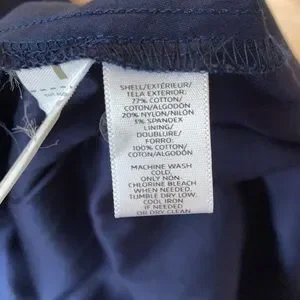 SHELL/EXTÉRIEUR/
TELA EXTERIOR:
77% COTTON/
COTON/ALGODÓN
20% NYLON/NILÓN
3% SPANDEX
LINING/
DOUBLURE/
FORRO:
100% COTTON/
COTON/ALGODÓN
MACHINE WASH
COLD,
ONLY NON-
CHLORINE BLEACH
WHEN NEEDED,
TUMBLE DRY LOW,
COOL IRON
IF NEEDED
OR DRY CLEAN